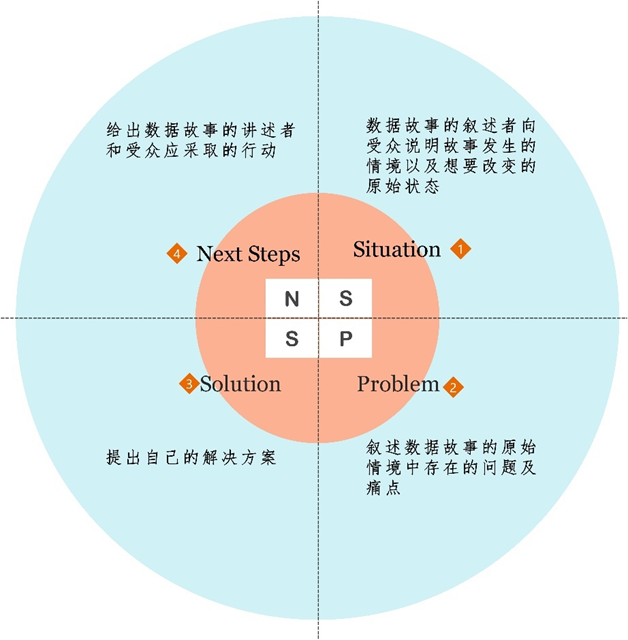 给出数据故事的讲述者
和受众应采取的行动
数据故事的叙述者向
受众说明故事发生的
情境以及想要改变的
原始状态
4 Next Steps
Situation 1
N S
S P
3 Solution
Problem 2
提出自己的解决方案
叙述数据故事的原始
情境中存在的问题及
痛点